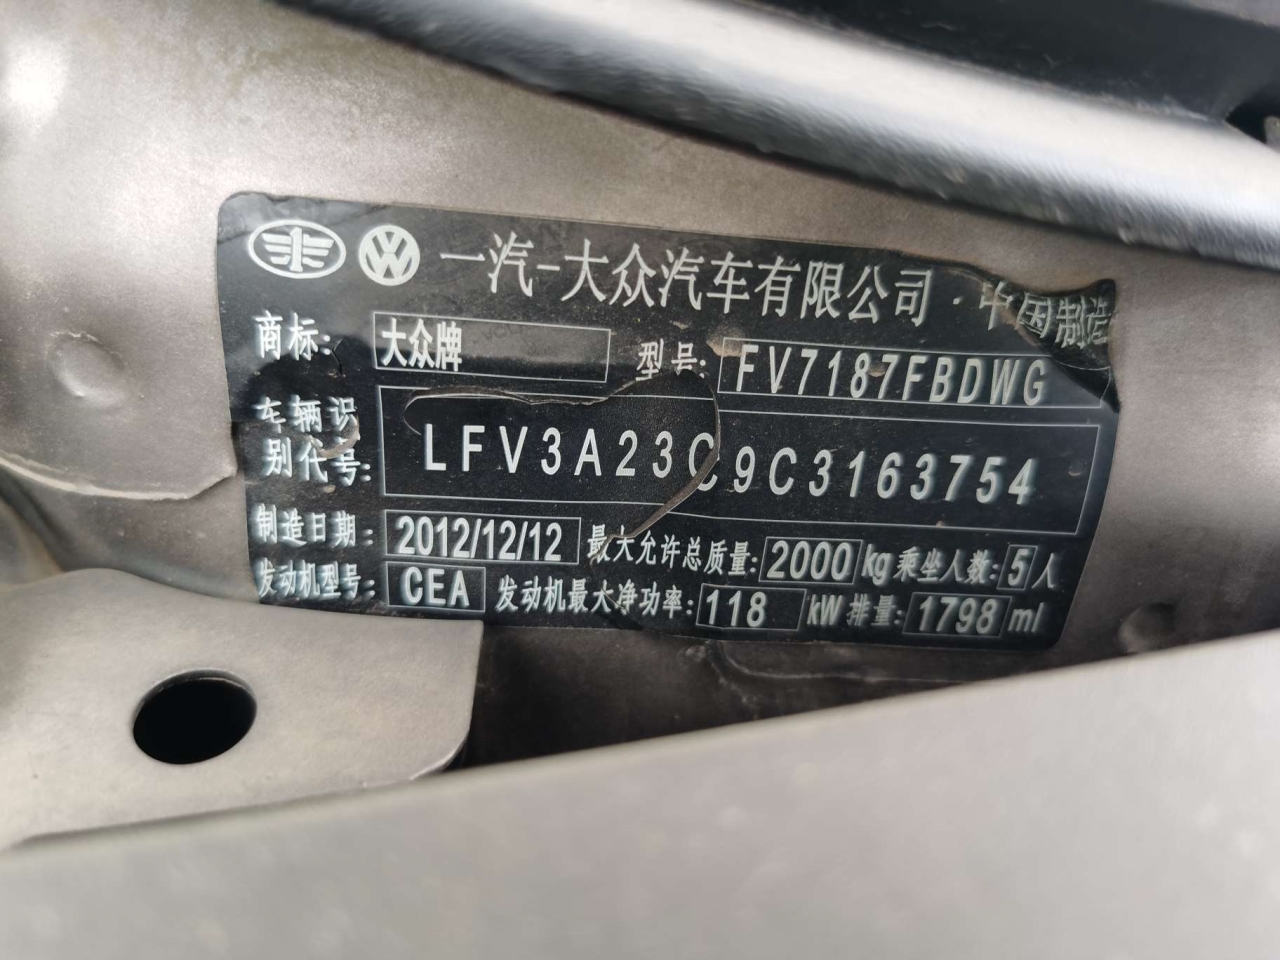 一汽-大众汽车有限公司·中国制造
商标: 大众牌 型号: FV7187FBDWG
车辆识别代号: LFV3A23C9C3163754
制造日期: 2012/12/12 最大允许总质量: 2000 kg 乘坐人数: 5 人
发动机型号: CEA 发动机最大净功率: 118 kW 排量: 1798 ml